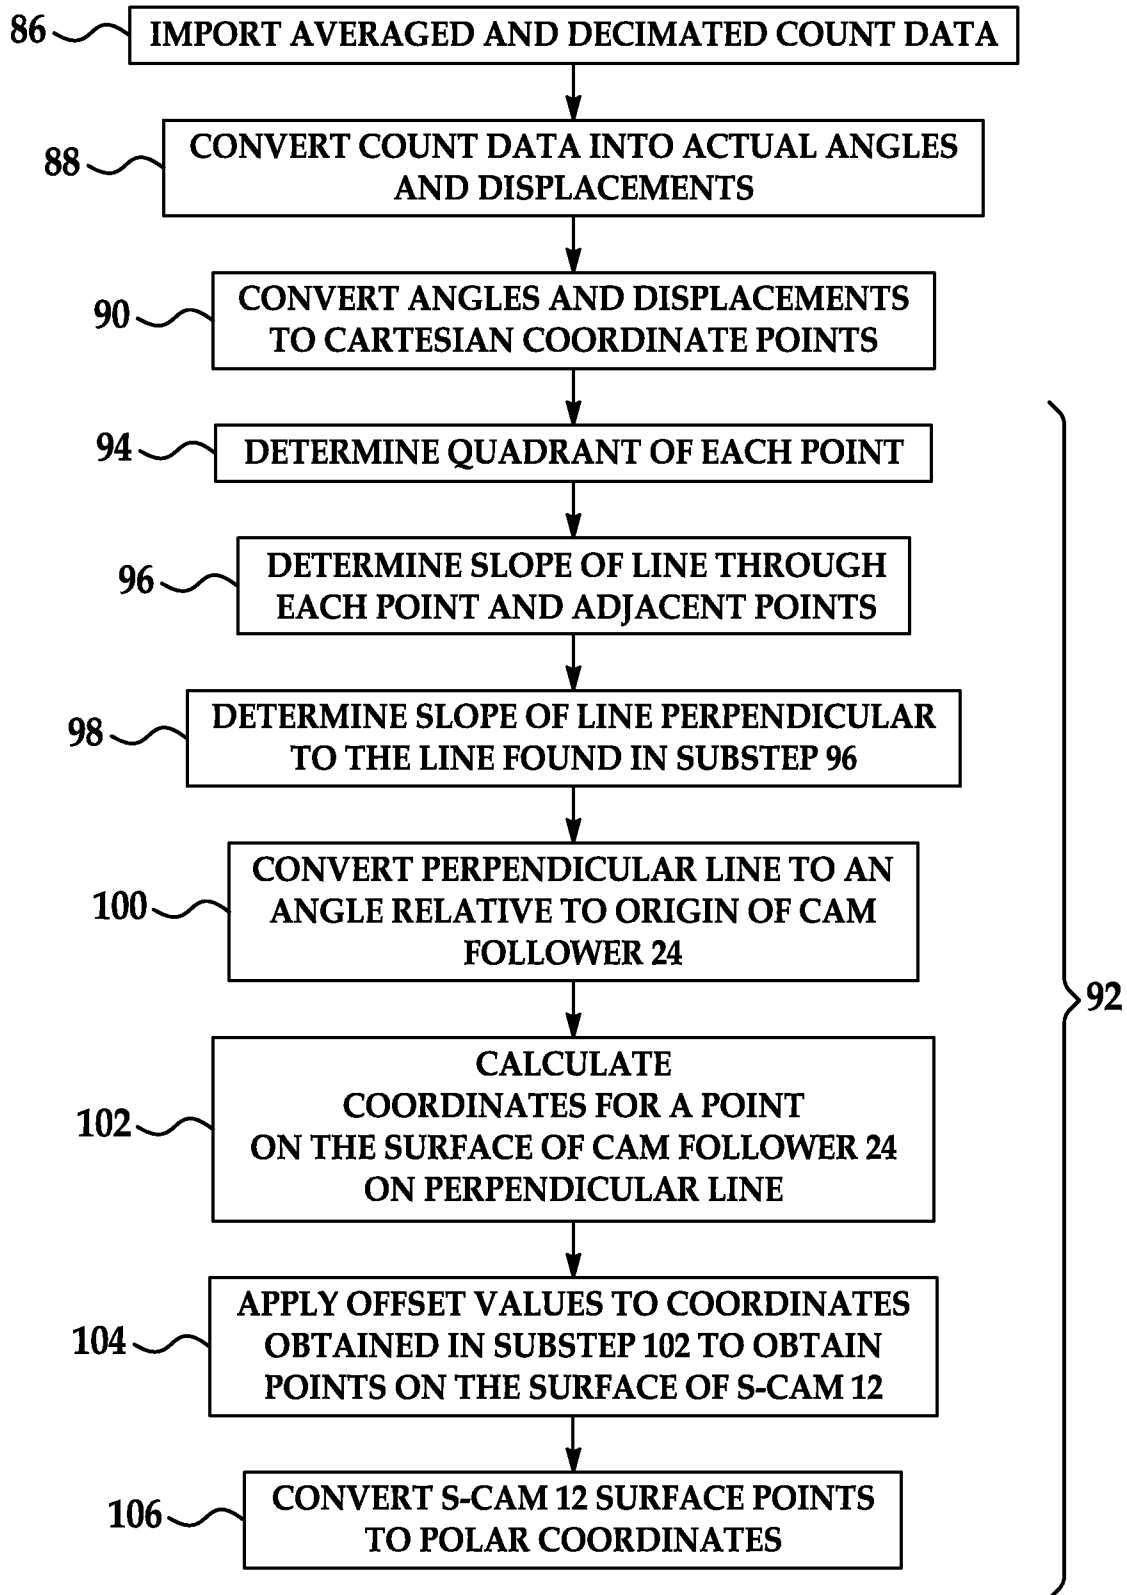 86
IMPORT AVERAGED AND DECIMATED COUNT DATA
88
CONVERT COUNT DATA INTO ACTUAL ANGLES
AND DISPLACEMENTS
90
CONVERT ANGLES AND DISPLACEMENTS
TO CARTESIAN COORDINATE POINTS
94
DETERMINE QUADRANT OF EACH POINT
96
DETERMINE SLOPE OF LINE THROUGH
EACH POINT AND ADJACENT POINTS
98
DETERMINE SLOPE OF LINE PERPENDICULAR
TO THE LINE FOUND IN SUBSTEP 96
100
CONVERT PERPENDICULAR LINE TO AN
ANGLE RELATIVE TO ORIGIN OF CAM
FOLLOWER 24
92
102
CALCULATE
COORDINATES FOR A POINT
ON THE SURFACE OF CAM FOLLOWER 24
ON PERPENDICULAR LINE
104
APPLY OFFSET VALUES TO COORDINATES
OBTAINED IN SUBSTEP 102 TO OBTAIN
POINTS ON THE SURFACE OF S-CAM 12
106
CONVERT S-CAM 12 SURFACE POINTS
TO POLAR COORDINATES